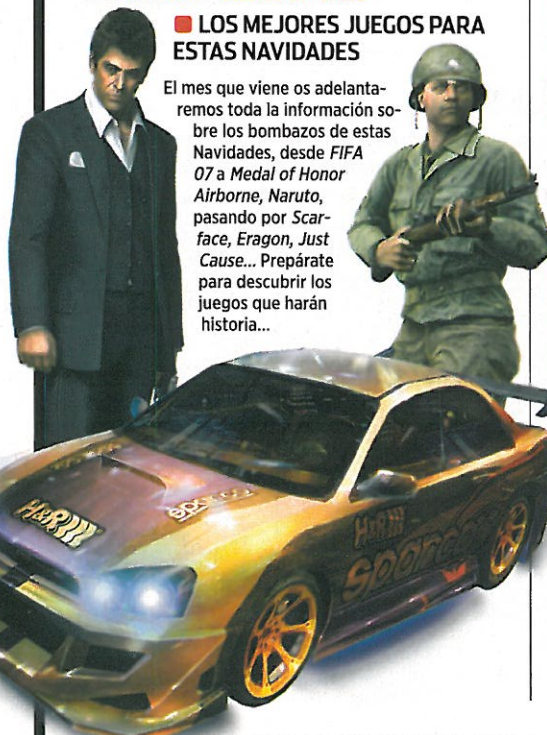 LOS MEJORES JUEGOS PARA
ESTAS NAVIDADES
El mes que viene os adelanta-
remos toda la información so-
bre los bombazos de estas
Navidades, desde FIFA
07 a Medal of Honor
Airborne, Naruto,
pasando por Scar-
face, Eragon, Just
Cause... Prepárate
para descubrir los
juegos que harán
historia...
H&R
sparco
H&R
sparco